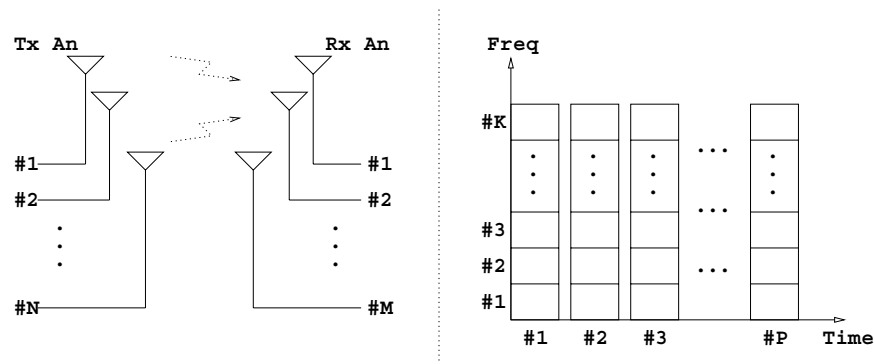 Tx An
Rx An
#1
#2
#N
#1
#2
#M
Freq
#K
#3
#2
#1
#1 #2 #3 #P Time